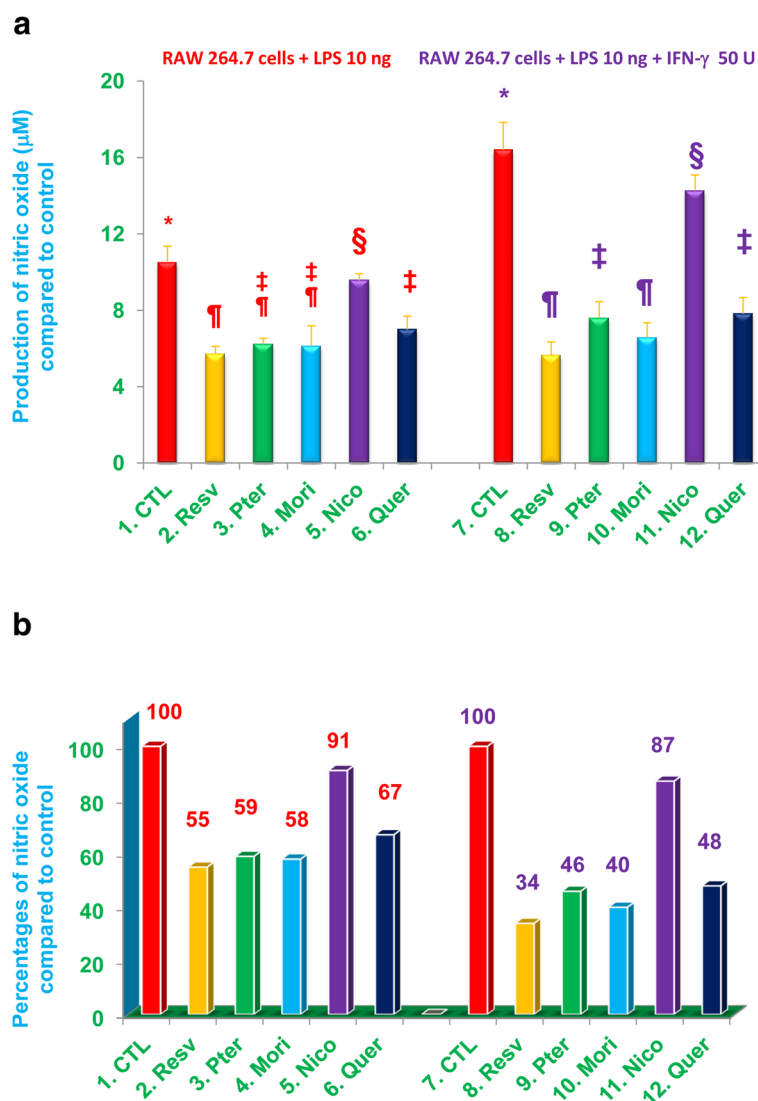 a
RAW 264.7 cells + LPS 10 ng
RAW 264.7 cells + LPS 10 ng + IFN-γ 50 U
Production of nitric oxide (μM)
compared to control
20
16
12
8
4
0
*
¶
‡
¶
‡
¶
§
‡
*
¶
‡
¶
§
‡
1. CTL
2. Resv
3. Pter
4. Mori
5. Nico
6. Quer
7. CTL
8. Resv
9. Pter
10. Mori
11. Nico
12. Quer
b
Percentages of nitric oxide
compared to control
100
80
60
40
20
0
100
55
59
58
91
67
100
34
46
40
87
48
1. CTL
2. Resv
3. Pter
4. Mori
5. Nico
6. Quer
7. CTL
8. Resv
9. Pter
10. Mori
11. Nico
12. Quer